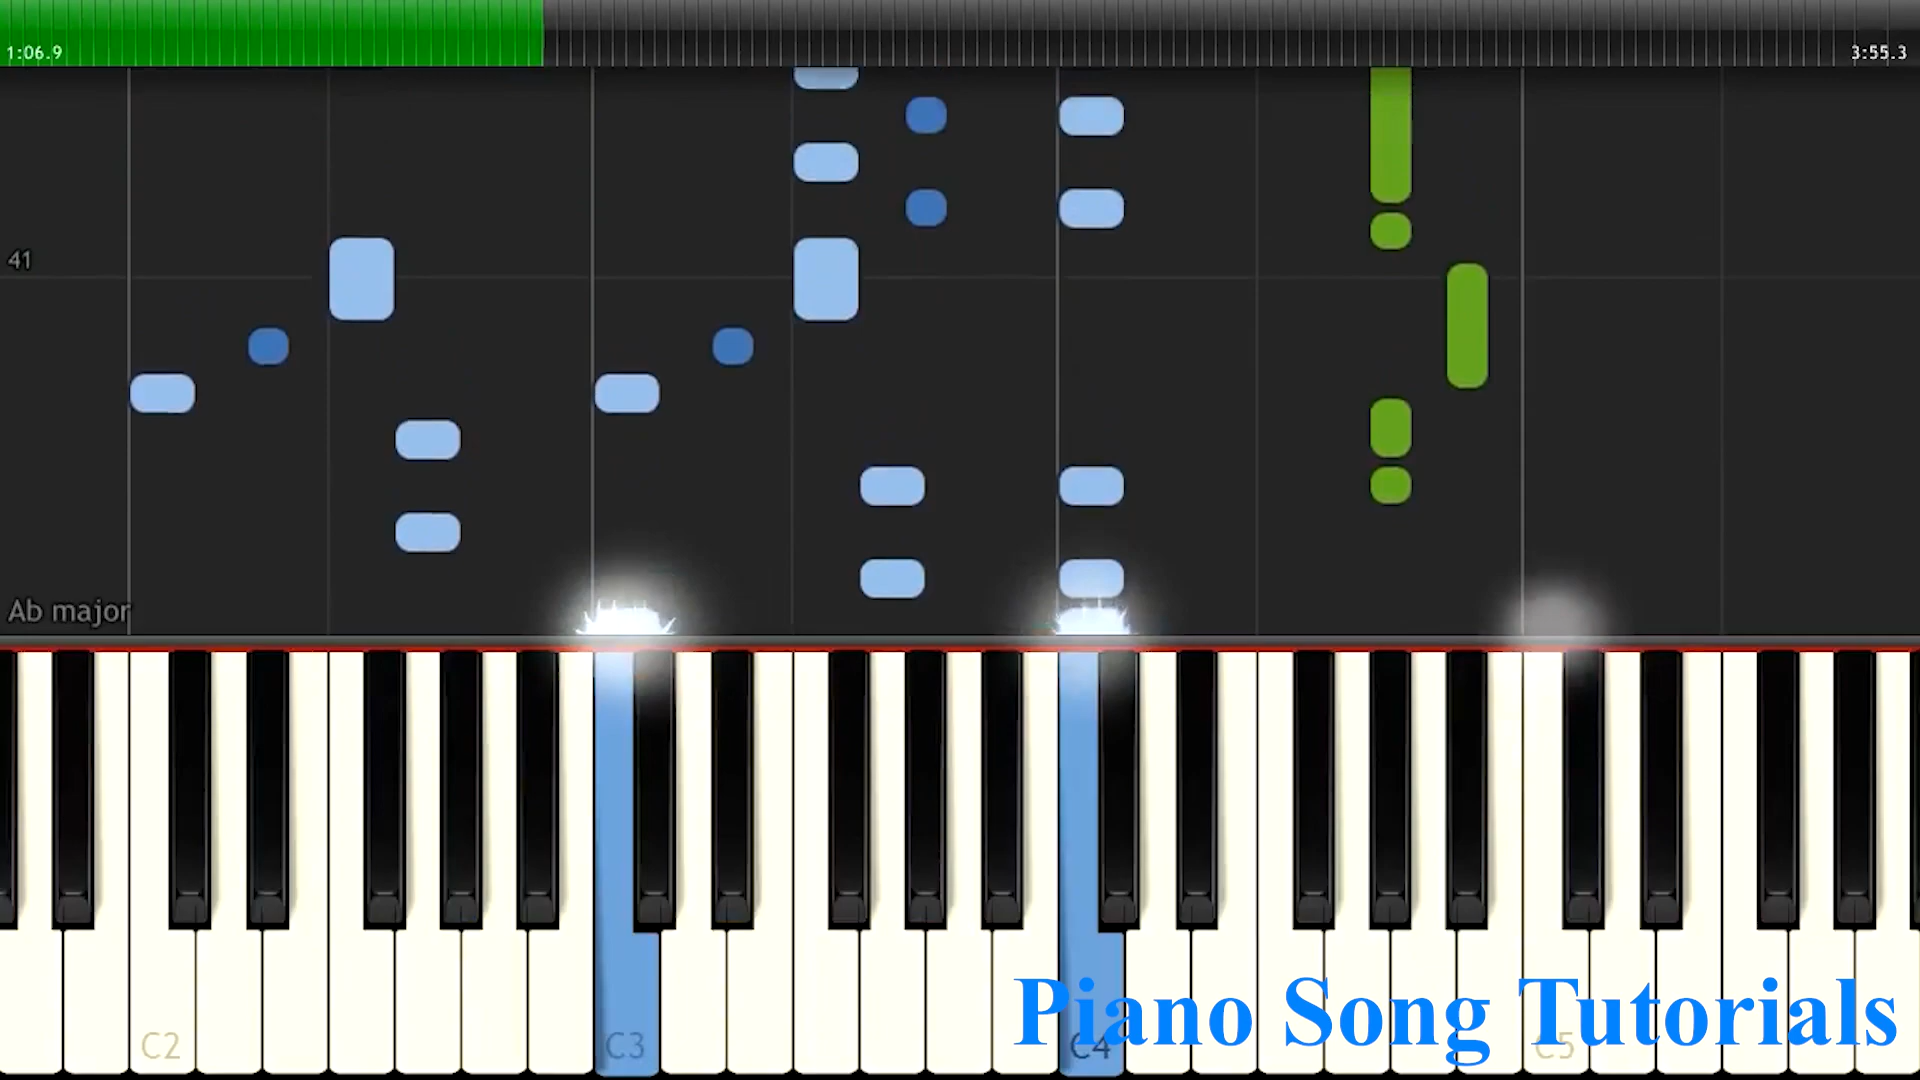 1:06.9
3:55.3
41
Ab major
C2
C3
C4
C5
Piano Song Tutorials